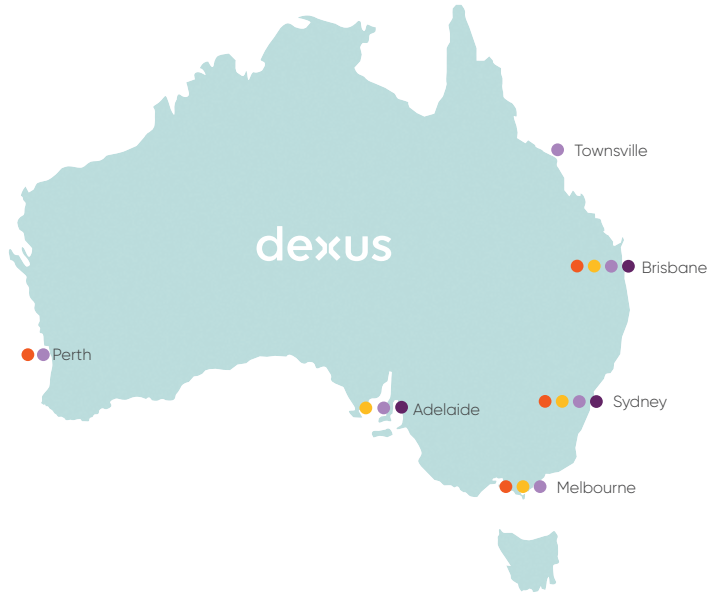 Townsville
dexus
Brisbane
Perth
Adelaide
Sydney
Melbourne